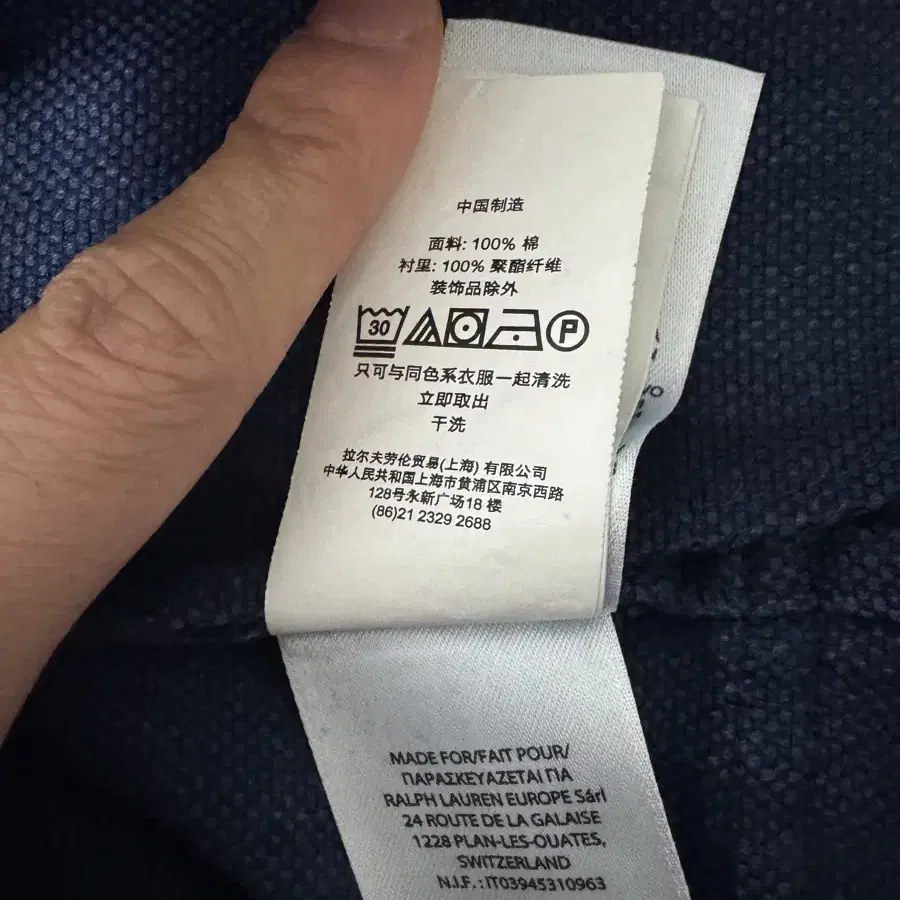 中国制造
面料: 100% 棉
衬里: 100% 聚酯纤维
装饰品除外
30 P
只可与同色系衣服一起清洗
立即取出
干洗
拉尔夫劳伦贸易(上海) 有限公司
中华人民共和国上海市黄浦区南京西路
128号永新广场18 楼
(86)21 2329 2688
MADE FOR/FAIT POUR/
ΠΑΡΑΣΚΕΥΑΖΕΤΑΙ ΓΙΑ
RALPH LAUREN EUROPE Sárl
24 ROUTE DE LA GALAISE
1228 PLAN-LES-OUATES,
SWITZERLAND
N.I.F. : IT03945310963